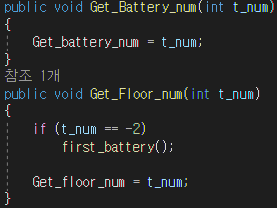 public void Get_Battery_num(int t_num)
{
    Get_battery_num = t_num;
}
참조 1개
public void Get_Floor_num(int t_num)
{
    if (t_num == -2)
        first_battery();
    Get_floor_num = t_num;
}